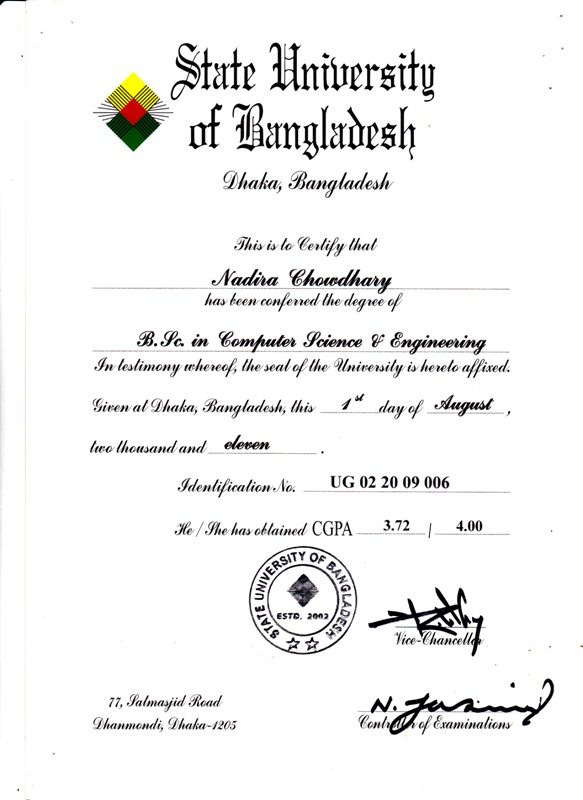 State University
of Bangladesh
Dhaka, Bangladesh
This is to Certify that
Nadira Chowdhary
has been conferred the degree of
B.Sc. in Computer Science & Engineering
In testimony whereof, the seal of the University is hereto affixed.
Given at Dhaka, Bangladesh, this 1st day of August,
two thousand and eleven.
Identification No. UG 02 20 09 006
He / She has obtained CGPA 3.72 / 4.00
STATE UNIVERSITY OF BANGLADESH
ESTD. 2002
Vice-Chancellor
77, Satmasjid Road
Dhanmondi, Dhaka-1205
Controller of Examinations